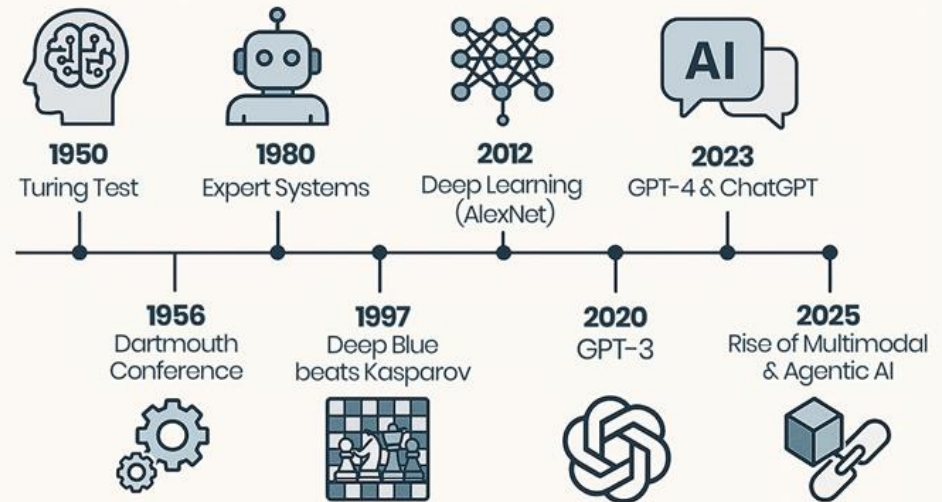 AI
1950
Turing Test
1980
Expert Systems
2012
Deep Learning
(AlexNet)
2023
GPT-4 & ChatGPT
1956
Dartmouth
Conference
1997
Deep Blue
beats Kasparov
2020
GPT-3
2025
Rise of Multimodal
& Agentic AI